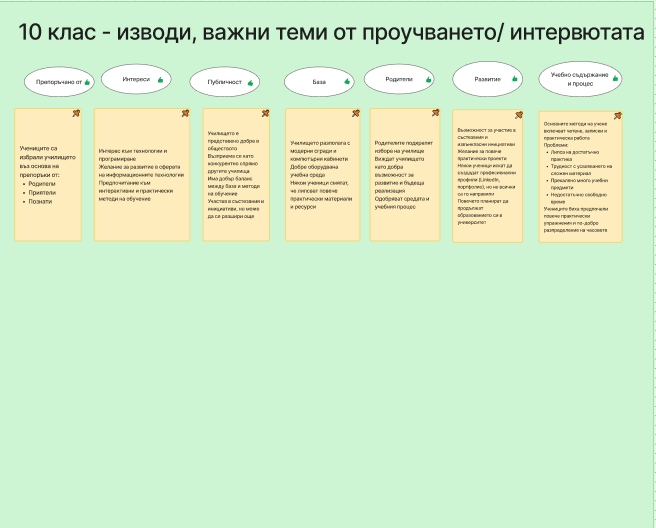 10 клас - изводи, важни теми от проучването/ интервютата
Препоръчано от
Интереси
Публичност
База
Родители
Развитие
Учебно съдържание
и процес
Учениците са
избрали училището
въз основа на
препоръки от:
• Родители
• Приятели
• Познати
Интерес към технологии и
програмиране
Желание за развитие в сферата
на информационните технологии
Предпочитание към
интерактивни и практически
методи на обучение
Училището е
представено добре в
обществото
Възприема се като
конкурентно спрямо
другите училища
Има добър баланс
между база и методи
на обучение
Участва в състезания и
инициативи, но може
да се разшири още
Училището разполага с
модерни сгради и
компютърни кабинети
Добре оборудвана
учебна среда
Някои ученици смятат,
че липсват повече
практически материали
и ресурси
Родителите подкрепят
избора на училище
Виждат училището
като добра
възможност за
развитие и бъдеща
реализация
Одобряват средата и
учебния процес
Възможност за участие в
състезания и
извънкласни инициативи
Желание за повече
практически проекти
Някои ученици искат да
създадат професионални
профили (LinkedIn,
портфолио), но не всички
са го направили
Повечето планират да
продължат
образованието си в
университет
Основните методи на учене
включват четене, записки и
практическа работа
Проблеми:
• Липса на достатъчно
практика
• Трудност с усвояването на
сложен материал
• Прекалено много учебни
предмети
• Недостатъчно свободно
време
Учениците биха предпочели
повече практически
упражнения и по-добро
разпределение на часовете